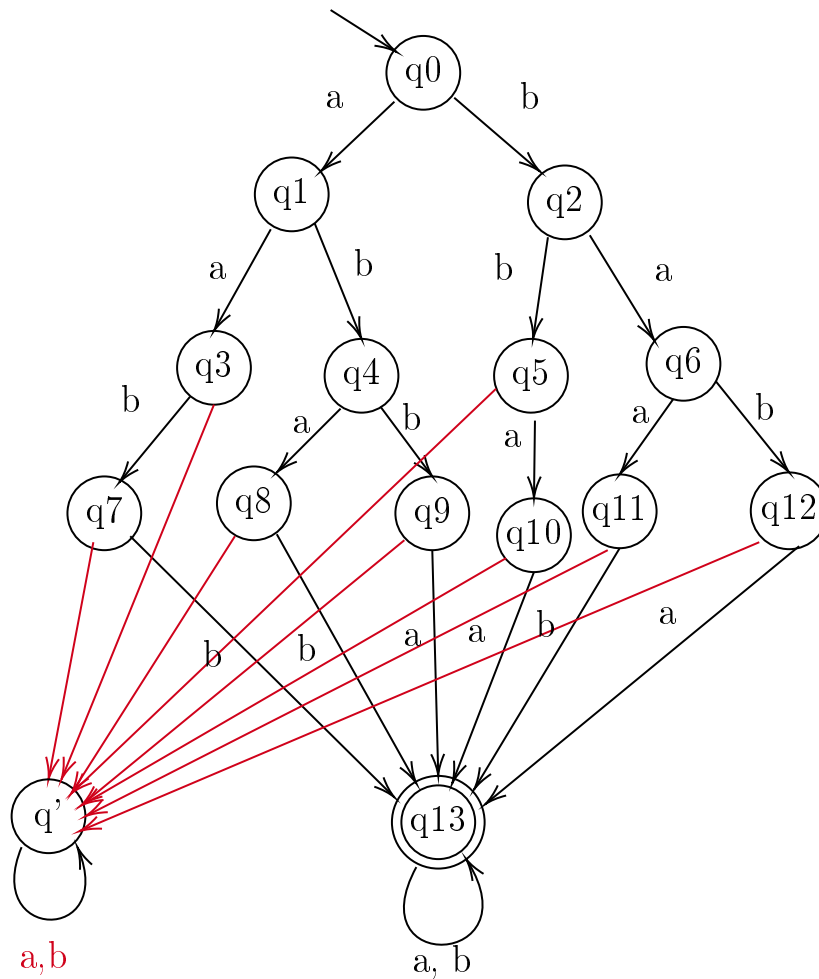 q0
a b
q1 q2
a b b a
q3 q4 q5 q6
b a b a a b
q7 q8 q9 q10 q11 q12
b b a a b a
q' q13
a,b a, b